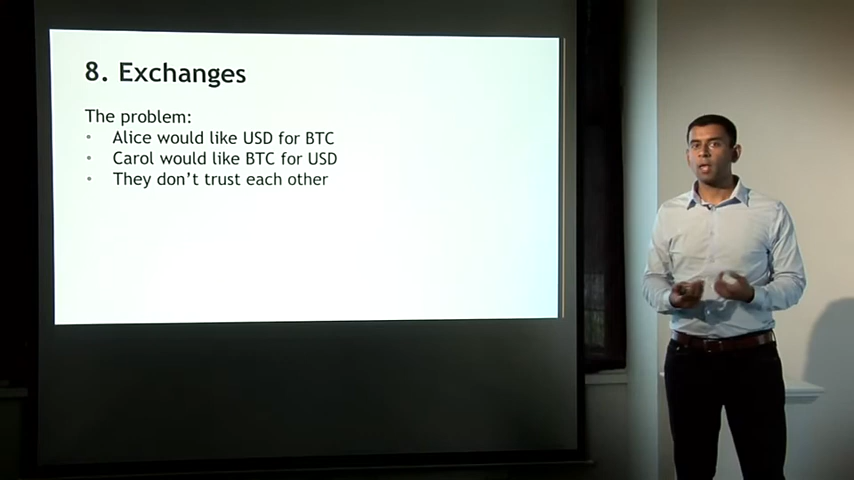 8. Exchanges
The problem:
◦ Alice would like USD for BTC
◦ Carol would like BTC for USD
◦ They don't trust each other